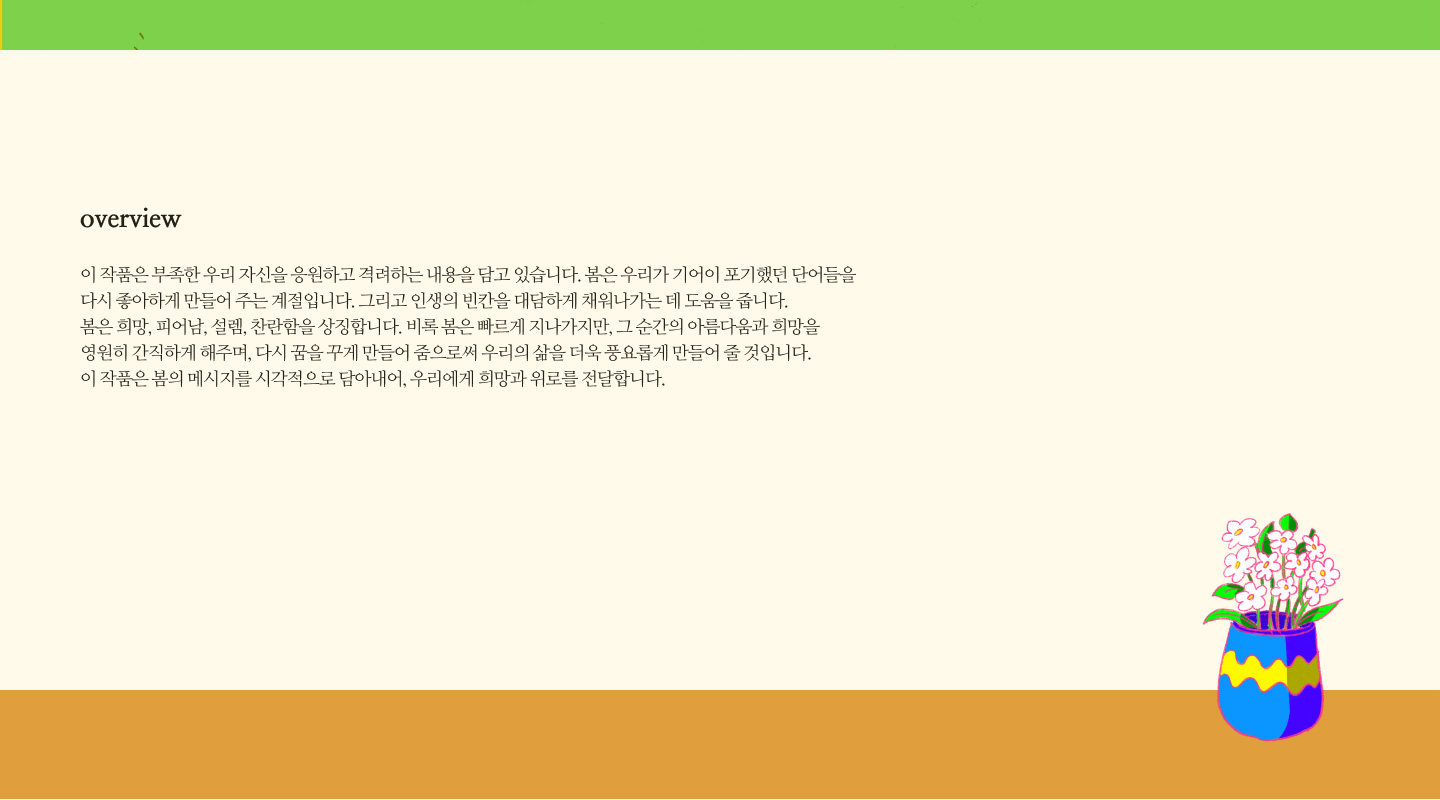 overview
이 작품은 부족한 우리 자신을 응원하고 격려하는 내용을 담고 있습니다. 봄은 우리가 기어이 포기했던 단어들을
다시 좋아하게 만들어 주는 계절입니다. 그리고 인생의 빈칸을 대담하게 채워나가는 데 도움을 줍니다.
봄은 희망, 피어남, 설렘, 찬란함을 상징합니다. 비록 봄은 빠르게 지나가지만, 그 순간의 아름다움과 희망을
영원히 간직하게 해주며, 다시 꿈을 꾸게 만들어 줌으로써 우리의 삶을 더욱 풍요롭게 만들어 줄 것입니다.
이 작품은 봄의 메시지를 시각적으로 담아내어, 우리에게 희망과 위로를 전달합니다.